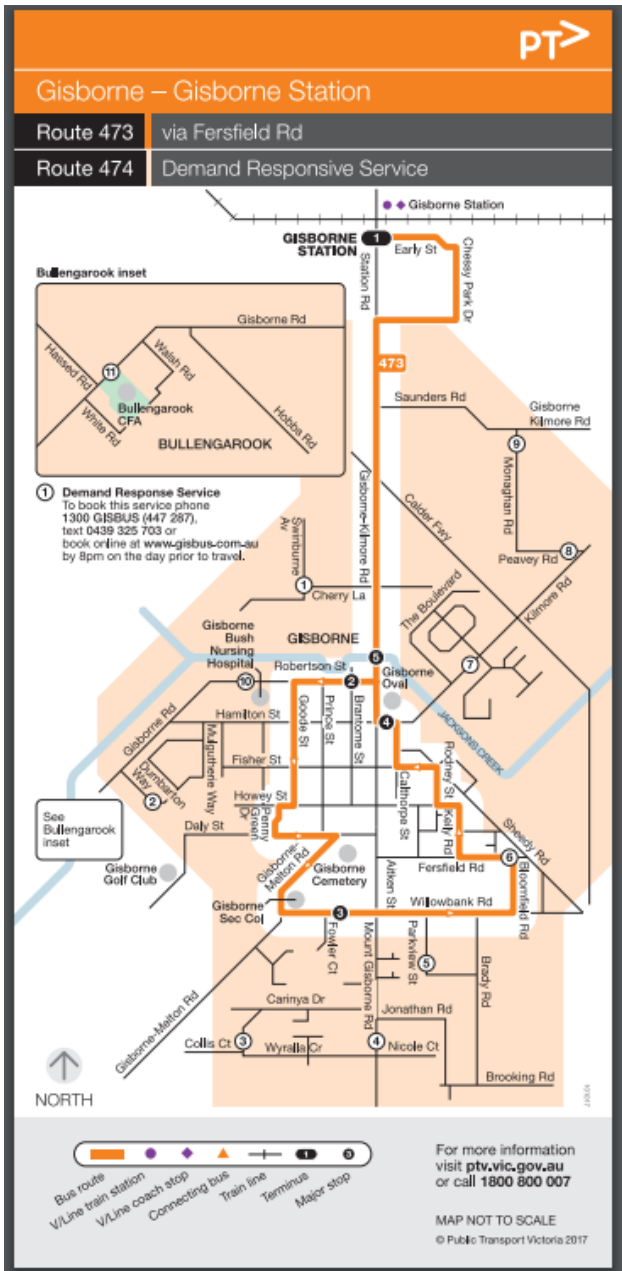 PT>
Gisborne – Gisborne Station
Route 473 via Fersfield Rd
Route 474 Demand Responsive Service
Gisborne Station
GISBORNE
STATION
1
Early St
Chessy Park Dr
Station Rd
Bullengarook inset
Gisborne Rd
Hassed Rd
Walsh Rd
11
White Rd
Bullengarook
CFA
Hobba Rd
BULLENGAROOK
473
Saunders Rd
Gisborne
Kilmore Rd
9
Monaghan Rd
8
Peavey Rd
Kilmore Rd
Calder Fwy
Gisborne-Kilmore Rd
1 Demand Response Service
To book this service phone
1300 GISBUS (447 287),
text 0439 325 703 or
book online at www.gisbus.com.au
by 8pm on the day prior to travel.
Swinburne
Av
1
Cherry La
The Boulevard
Gisborne
Bush
Nursing
Hospital
GISBORNE
5
7
Robertson St
Gisborne
Oval
10
2
4
JACKSONS CREEK
Gisborne Rd
Hamilton St
Goode St
Prince St
Brantome St
Mulgutherie Way
Fisher St
Rodney St
Dumbarton
Way
2
Howey St
Penny
Green
Dr
Calthorpe St
Kelly Rd
Sheedy Rd
See
Bullengarook
inset
Daly St
Gisborne-
Melton Rd
6
Gisborne
Golf Club
Gisborne
Cemetery
Aitken St
Fersfield Rd
Bloomfield Rd
Gisborne
Sec Col
3
Willowbank Rd
Fowler Ct
Mount Gisborne Rd
Parkview St
5
Brady Rd
Gisborne-Melton Rd
Carinya Dr
Jonathan Rd
Collis Ct
3
Wyralla Cr
4
Nicole Ct
Brooking Rd
NORTH
1
3
Bus route
V/Line train station
V/Line coach stop
Connecting bus
Train line
Terminus
Major stop
For more information
visit ptv.vic.gov.au
or call 1800 800 007
MAP NOT TO SCALE
© Public Transport Victoria 2017